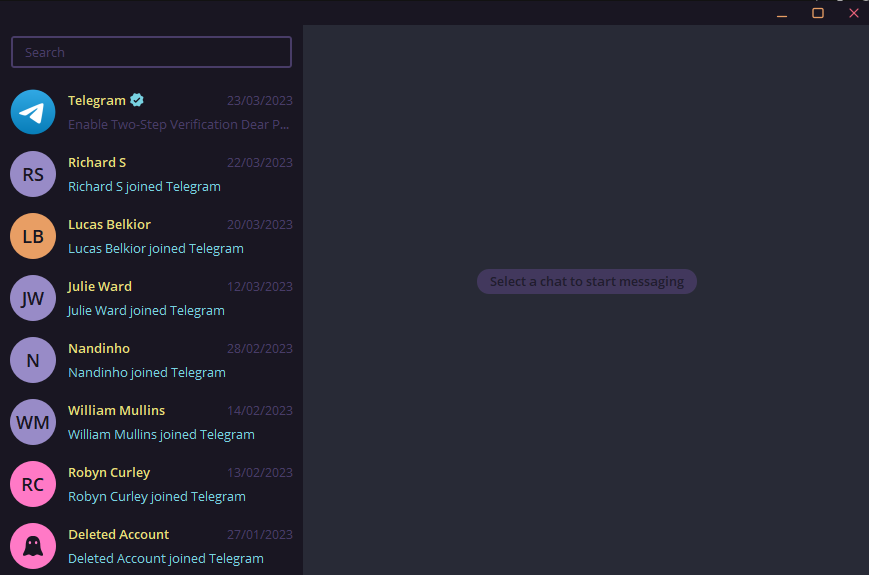 Search
Telegram 23/03/2023
Enable Two-Step Verification Dear P...
RS Richard S 22/03/2023
Richard S joined Telegram
LB Lucas Belkior 20/03/2023
Lucas Belkior joined Telegram
JW Julie Ward 12/03/2023
Julie Ward joined Telegram
N Nandinho 28/02/2023
Nandinho joined Telegram
WM William Mullins 14/02/2023
William Mullins joined Telegram
RC Robyn Curley 13/02/2023
Robyn Curley joined Telegram
Deleted Account 27/01/2023
Deleted Account joined Telegram
Select a chat to start messaging